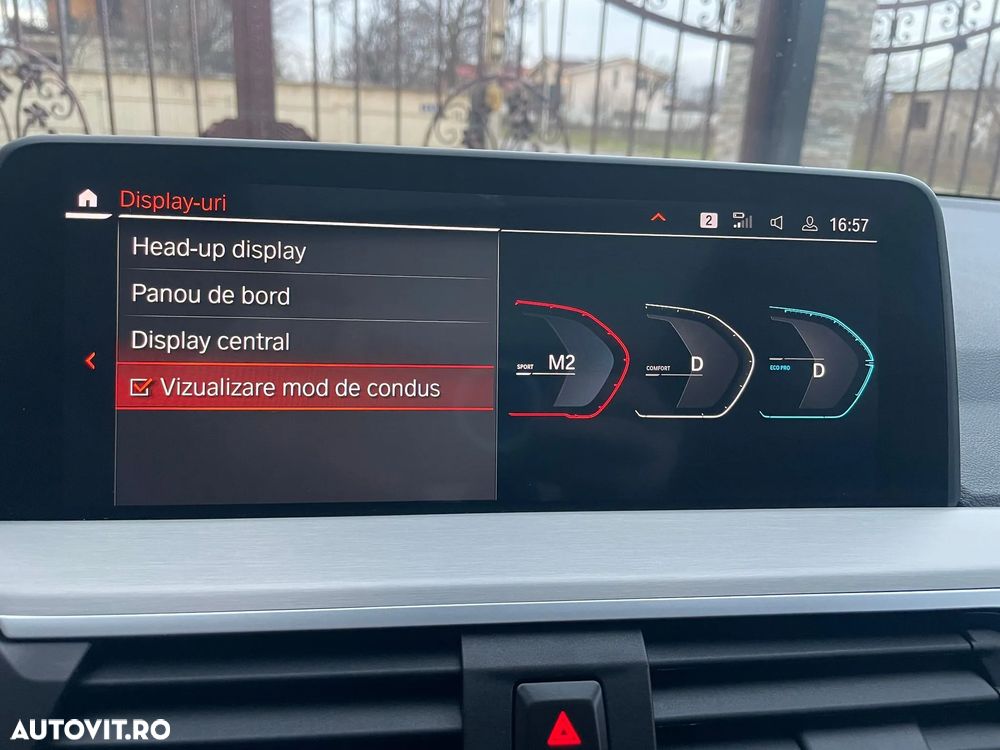 Display-uri
2
16:57
Head-up display
Panou de bord
Display central
Vizualizare mod de condus
SPORT M2
COMFORT D
ECO PRO D
AUTOVIT.RO